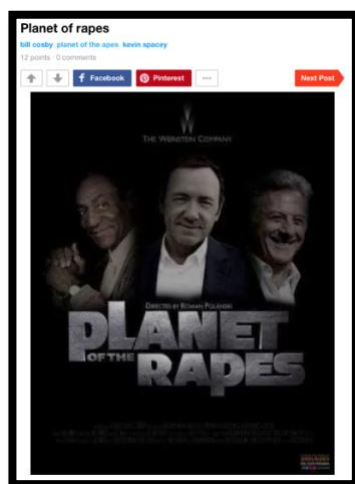 Planet of rapes
bill cosby planet of the apes kevin spacey
12 points · 0 comments
f Facebook Pinterest ···· Next Post
W
THE WEINSTEIN COMPANY
DIRECTED BY ROMAN POLANSKI
PLANET
OF THE
RAPES